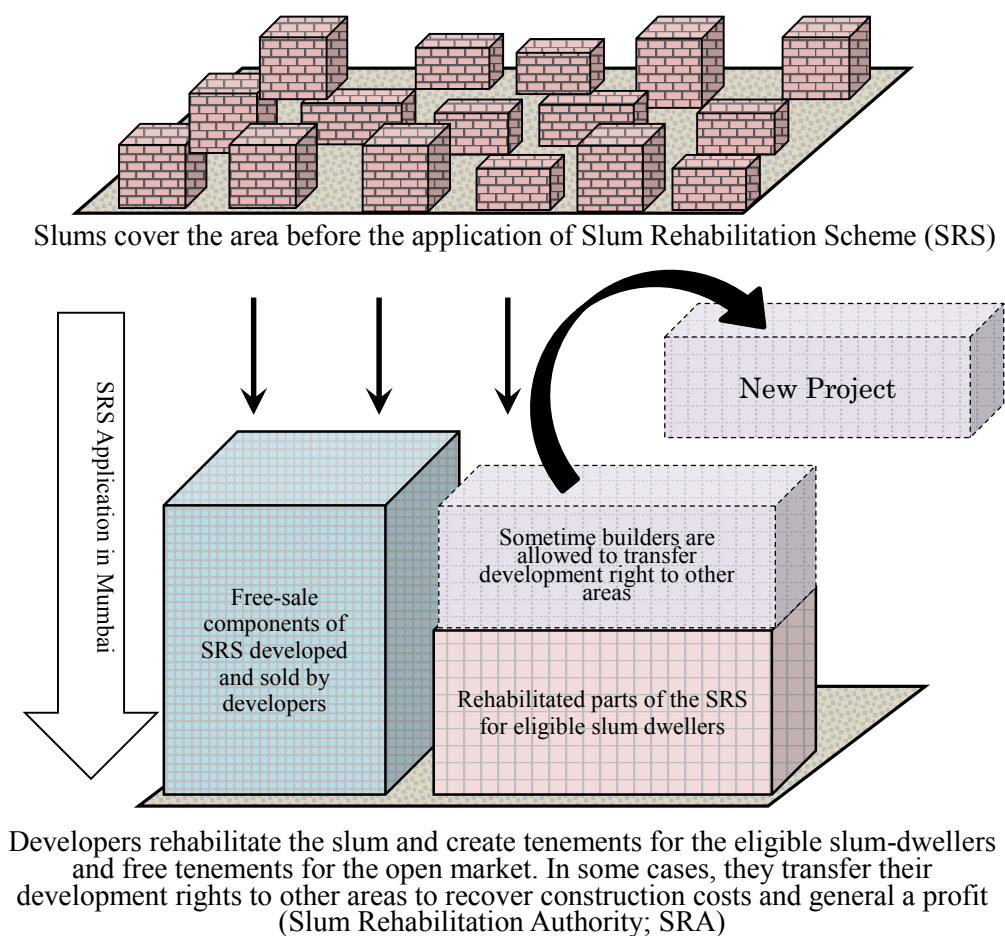 Slums cover the area before the application of Slum Rehabilitation Scheme (SRS)
SRS Application in Mumbai
New Project
Sometime builders are
allowed to transfer
development right to other
areas
Free-sale
components of
SRS developed
and sold by
developers
Rehabilitated parts of the SRS
for eligible slum dwellers
Developers rehabilitate the slum and create tenements for the eligible slum-dwellers
and free tenements for the open market. In some cases, they transfer their
development rights to other areas to recover construction costs and general a profit
(Slum Rehabilitation Authority; SRA)